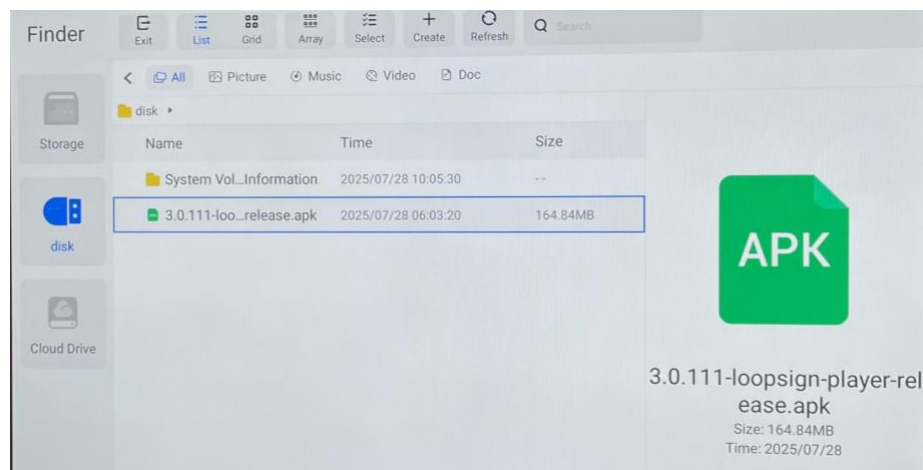 Finder
Exit
List
Grid
Array
Select
Create
Refresh
Search
All
Picture
Music
Video
Doc
disk
Storage
Name Time Size
System Vol...Information 2025/07/28 10:05:30 --
3.0.111-loo...release.apk 2025/07/28 06:03:20 164.84MB
disk
Cloud Drive
APK
3.0.111-loopsign-player-rel
ease.apk
Size: 164.84MB
Time: 2025/07/28